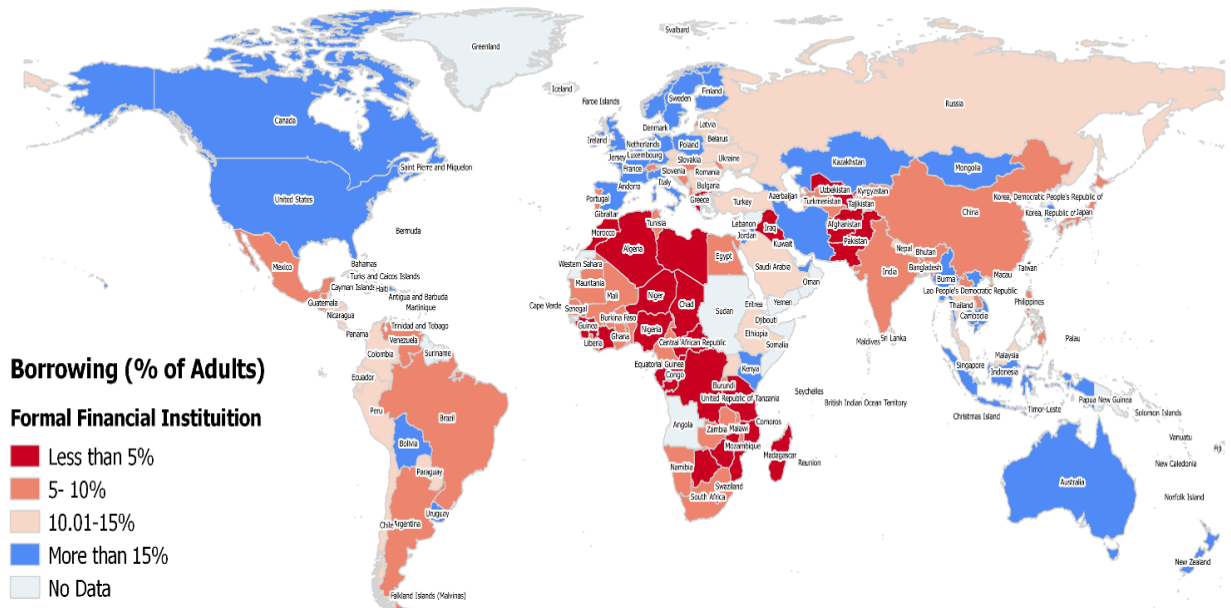 Svalbard
Greenland
Iceland
Faroe Islands
Finland
Sweden
Russia
Canada
Latvia
Denmark
Belarus
Ireland
Netherlands
Poland
Jersey
Luxembourg
Slovakia
Ukraine
Kazakhstan
Mongolia
Saint Pierre and Miquelon
France
Slovenia
Romania
United States
Andorra
Italy
Bulgaria
Azerbaijan
Uzbekistan
Kyrgyzstan
Portugal
Greece
Turkey
Turkmenistan
Tajikistan
Korea, Democratic People's Republic of
Gibraltar
China
Korea, Republic of
Japan
Bermuda
Morocco
Tunisia
Lebanon
Iraq
Afghanistan
Jordan
Kuwait
Pakistan
Algeria
Nepal
Bhutan
Bahamas
Western Sahara
Egypt
Saudi Arabia
India
Bangladesh
Macau
Taiwan
Mexico
Turks and Caicos Islands
Cayman Islands
Haiti
Mauritania
Oman
Burma
Lao People's Democratic Republic
Antigua and Barbuda
Mali
Niger
Chad
Sudan
Eritrea
Yemen
Guatemala
Martinique
Cape Verde
Senegal
Thailand
Philippines
Nicaragua
Burkina Faso
Djibouti
Cambodia
Trinidad and Tobago
Guinea
Nigeria
Ethiopia
Panama
Venezuela
Liberia
Ghana
Central African Republic
Somalia
Maldives
Sri Lanka
Palau
Colombia
Suriname
Equatorial Guinea
Malaysia
Kenya
Singapore
Borrowing (% of Adults)
Ecuador
Congo
Burundi
Seychelles
Indonesia
United Republic of Tanzania
British Indian Ocean Territory
Papua New Guinea
Formal Financial Instituition
Peru
Brazil
Angola
Comoros
Christmas Island
Timor-Leste
Solomon Islands
Less than 5%
Bolivia
Zambia
Malawi
Mozambique
Vanuatu
Fiji
5- 10%
Paraguay
Namibia
Madagascar
Reunion
New Caledonia
10.01-15%
Swaziland
Australia
South Africa
Norfolk Island
Uruguay
Chile
Argentina
More than 15%
New Zealand
No Data
Falkland Islands (Malvinas)